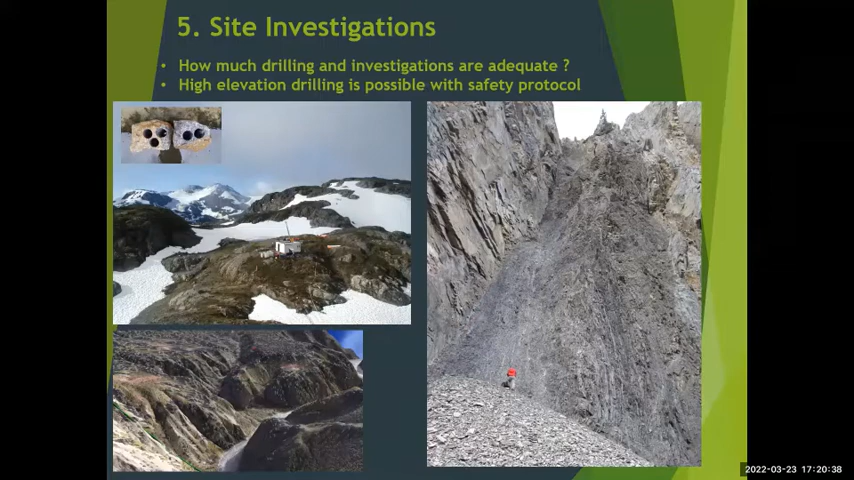 5. Site Investigations
• How much drilling and investigations are adequate ?
• High elevation drilling is possible with safety protocol
2022-03-23 17:20:38